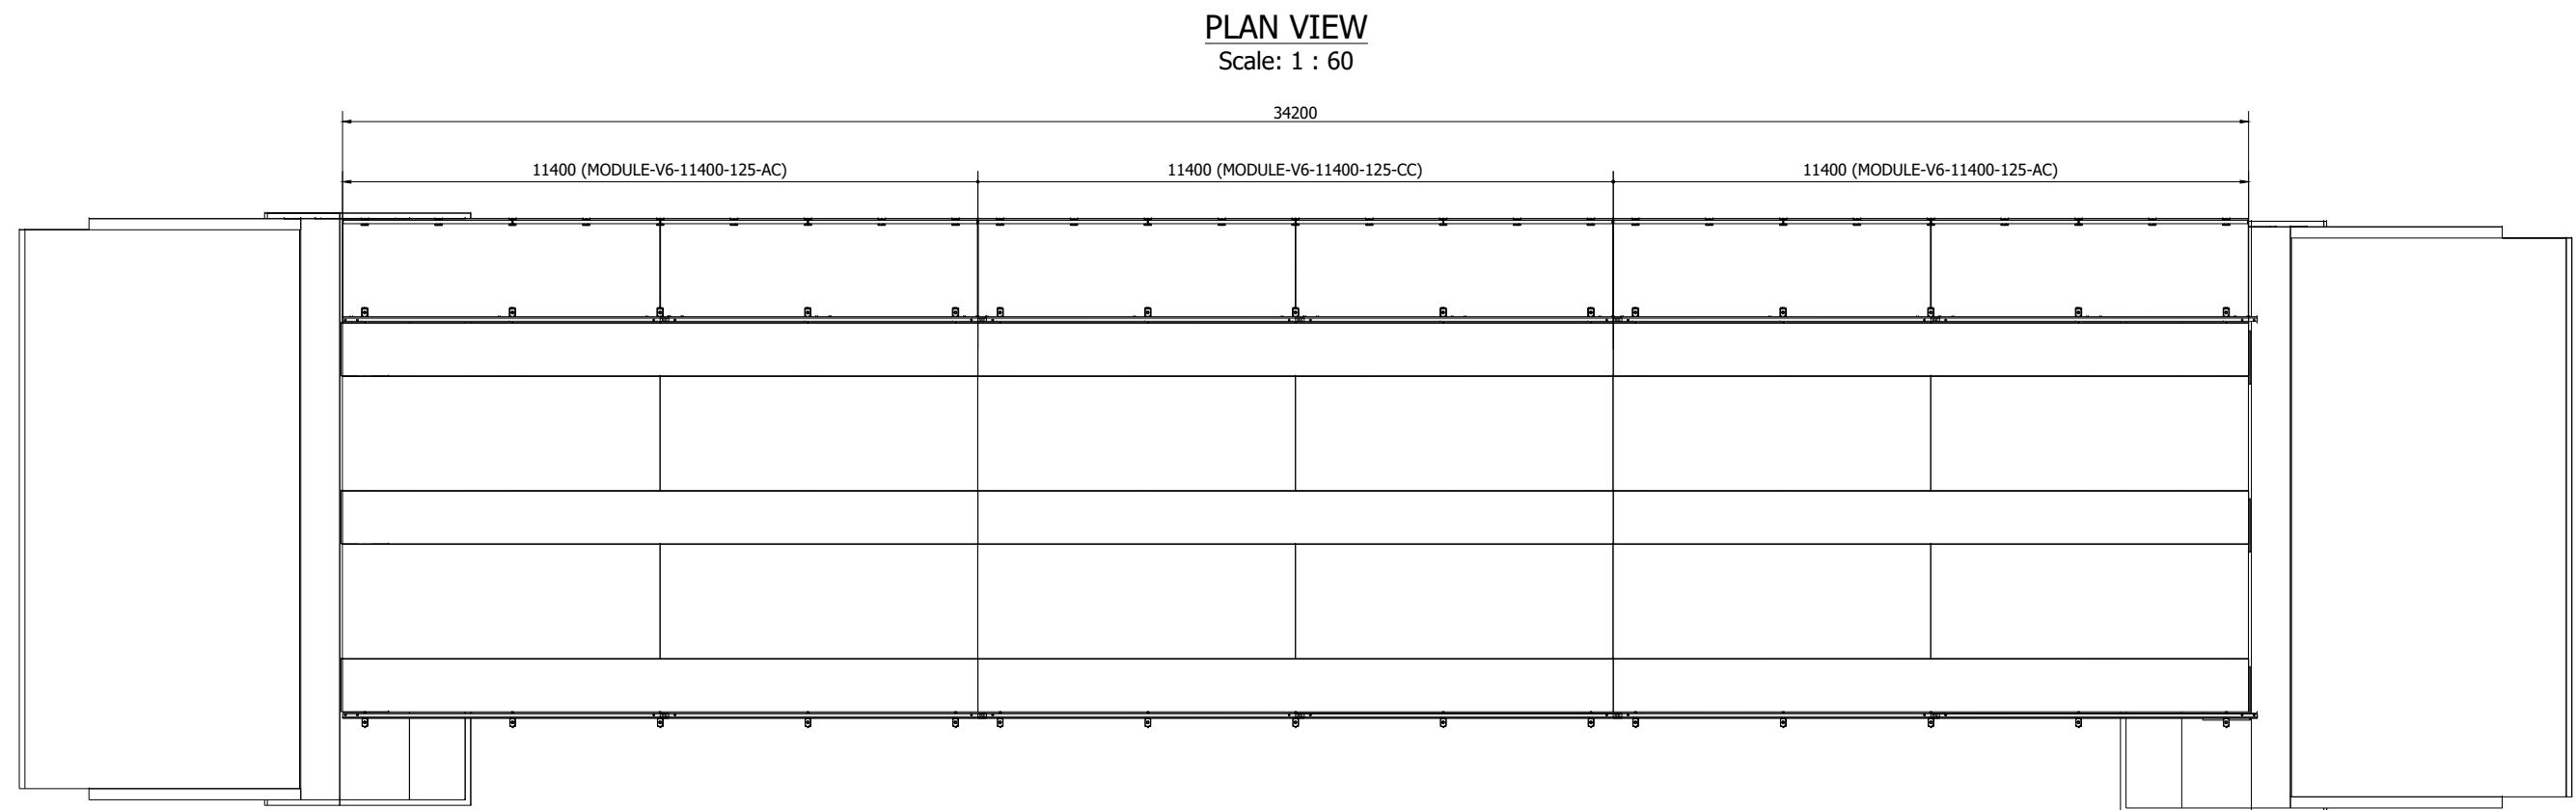 PLAN VIEW
Scale: 1 : 60
34200
11400 (MODULE-V6-11400-125-AC)
11400 (MODULE-V6-11400-125-CC)
11400 (MODULE-V6-11400-125-AC)